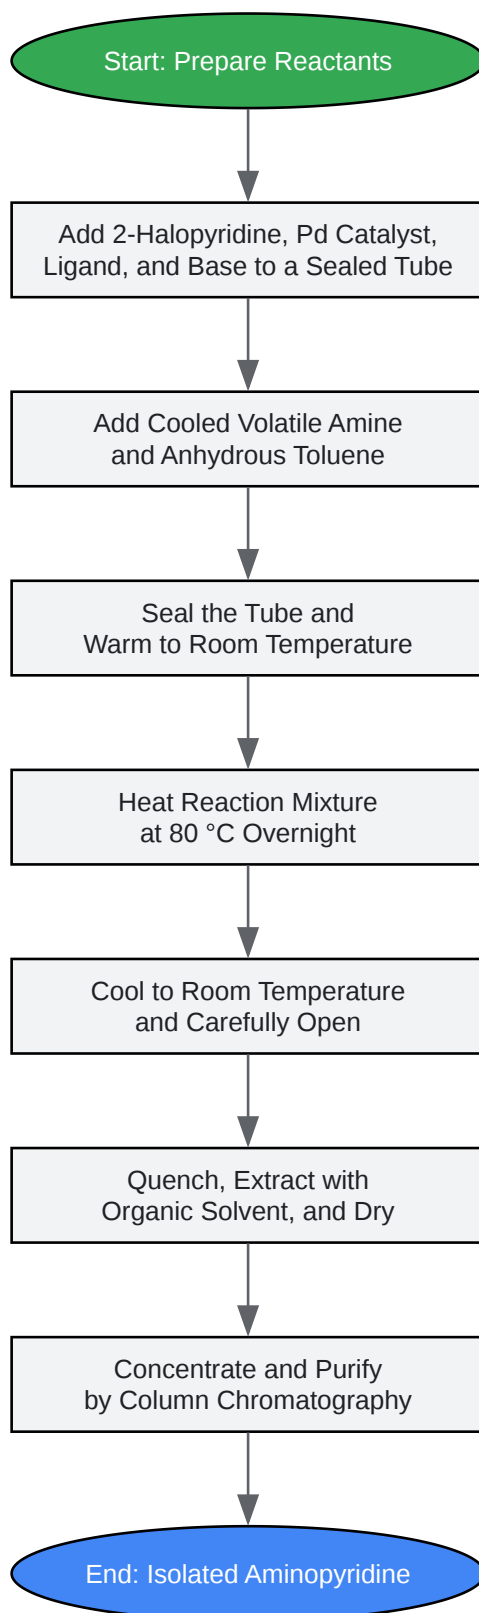 Start: Prepare Reactants
Add 2-Halopyridine, Pd Catalyst,
Ligand, and Base to a Sealed Tube
Add Cooled Volatile Amine
and Anhydrous Toluene
Seal the Tube and
Warm to Room Temperature
Heat Reaction Mixture
at 80 °C Overnight
Cool to Room Temperature
and Carefully Open
Quench, Extract with
Organic Solvent, and Dry
Concentrate and Purify
by Column Chromatography
End: Isolated Aminopyridine